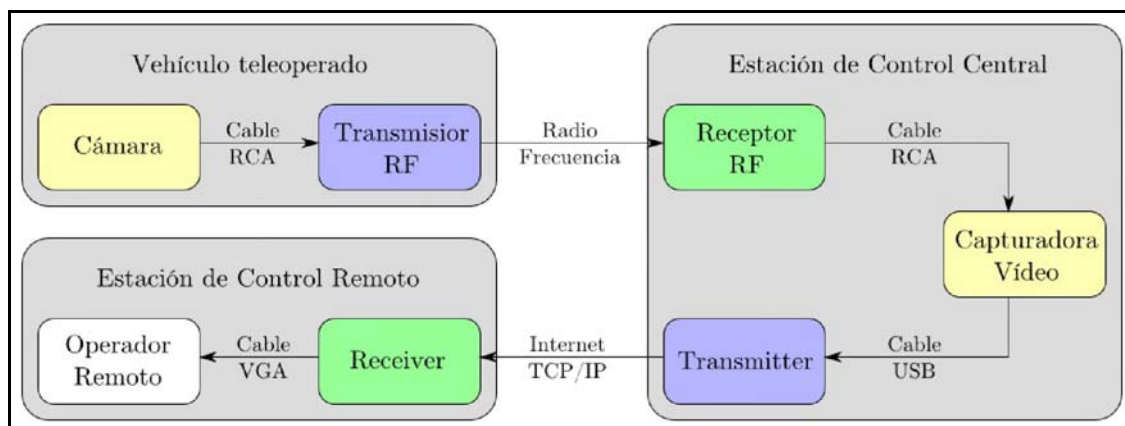 Vehículo teleoperado
Cámara
Cable
RCA
Transmisior
RF
Radio
Frecuencia
Estación de Control Central
Receptor
RF
Cable
RCA
Capturadora
Vídeo
Cable
USB
Transmitter
Internet
TCP/IP
Estación de Control Remoto
Receiver
Cable
VGA
Operador
Remoto